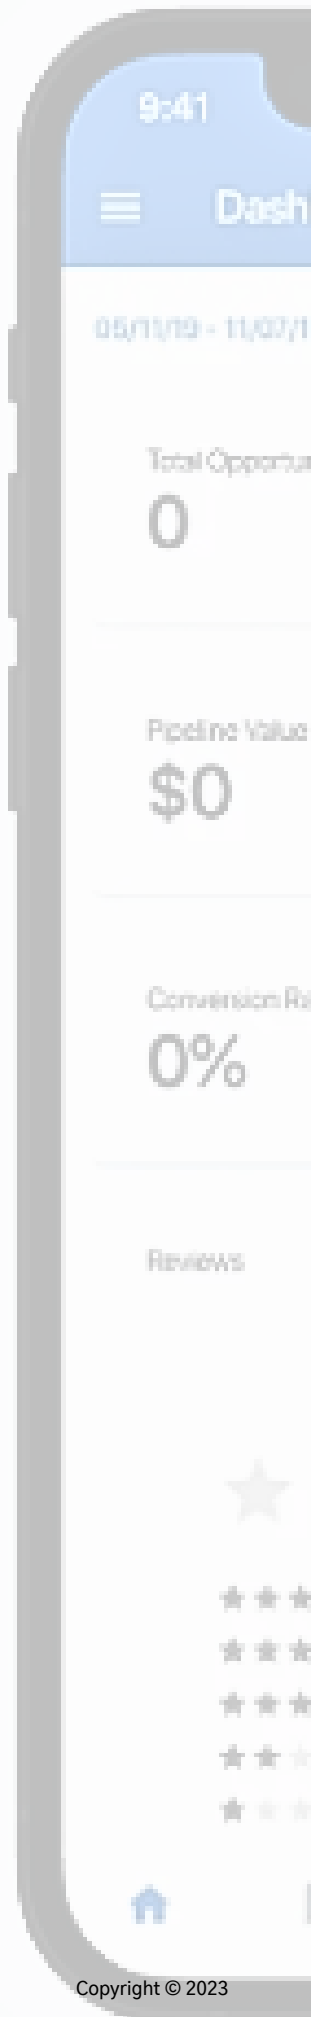 9:41
Dash
05/11/19 - 11/07/1
Total Opportu
0
Pipeline Value
$0
Conversion Ra
0%
Reviews
Copyright © 2023